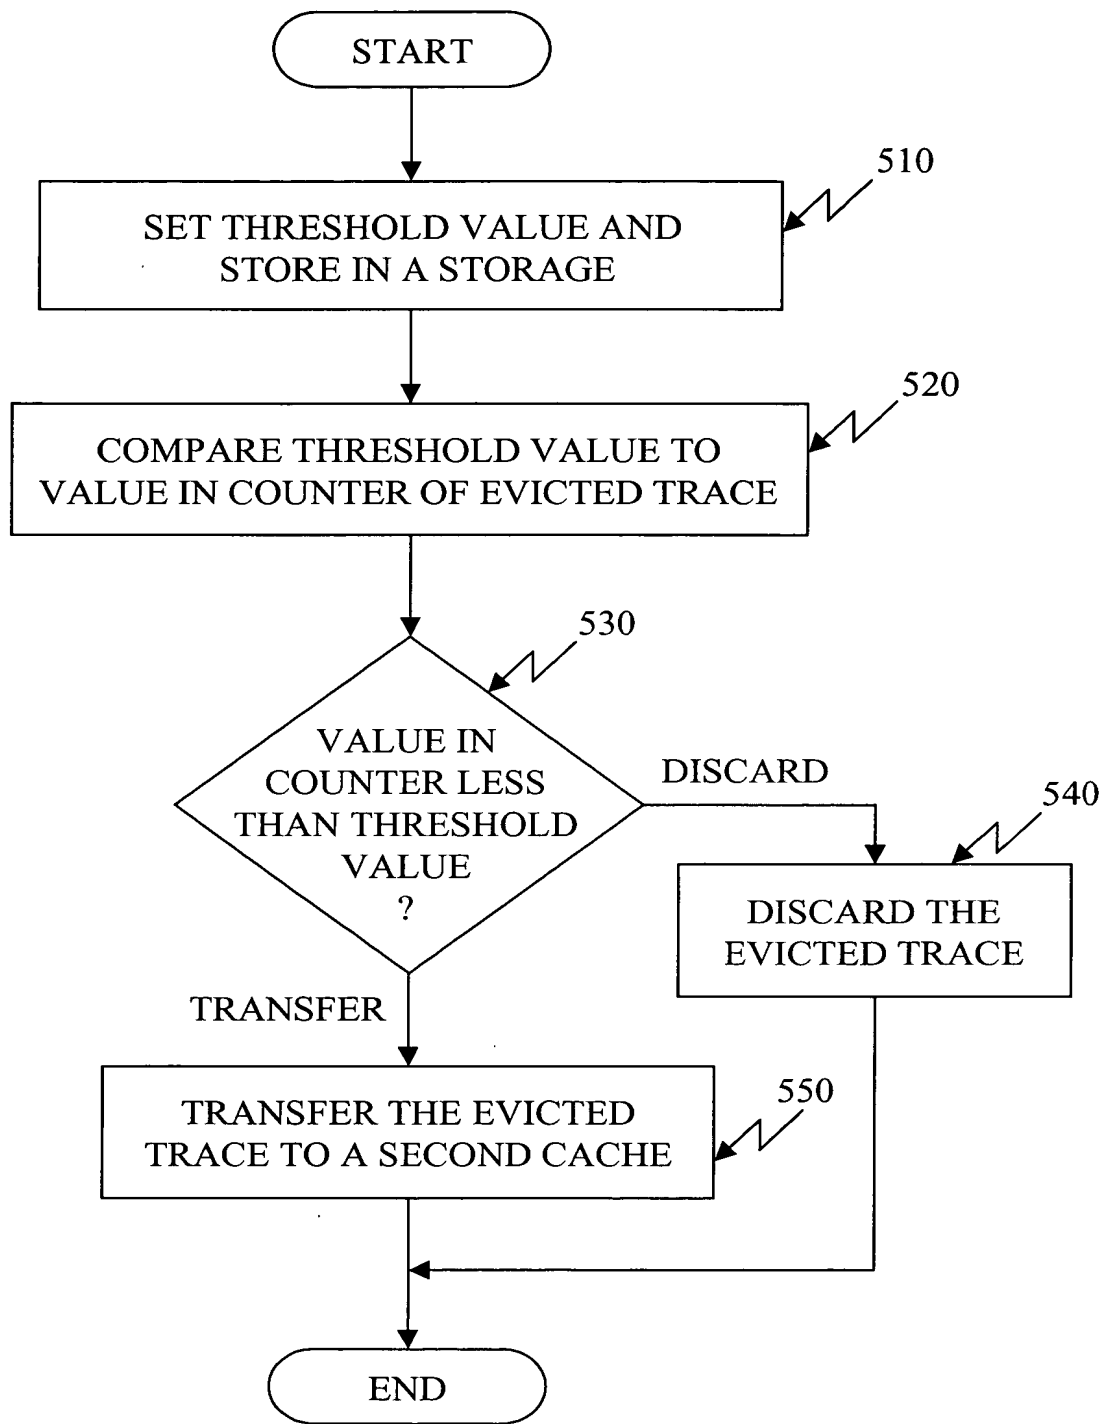 START
510
SET THRESHOLD VALUE AND
STORE IN A STORAGE
520
COMPARE THRESHOLD VALUE TO
VALUE IN COUNTER OF EVICTED TRACE
530
VALUE IN
COUNTER LESS
THAN THRESHOLD
VALUE
?
DISCARD
540
DISCARD THE
EVICTED TRACE
TRANSFER
550
TRANSFER THE EVICTED
TRACE TO A SECOND CACHE
END